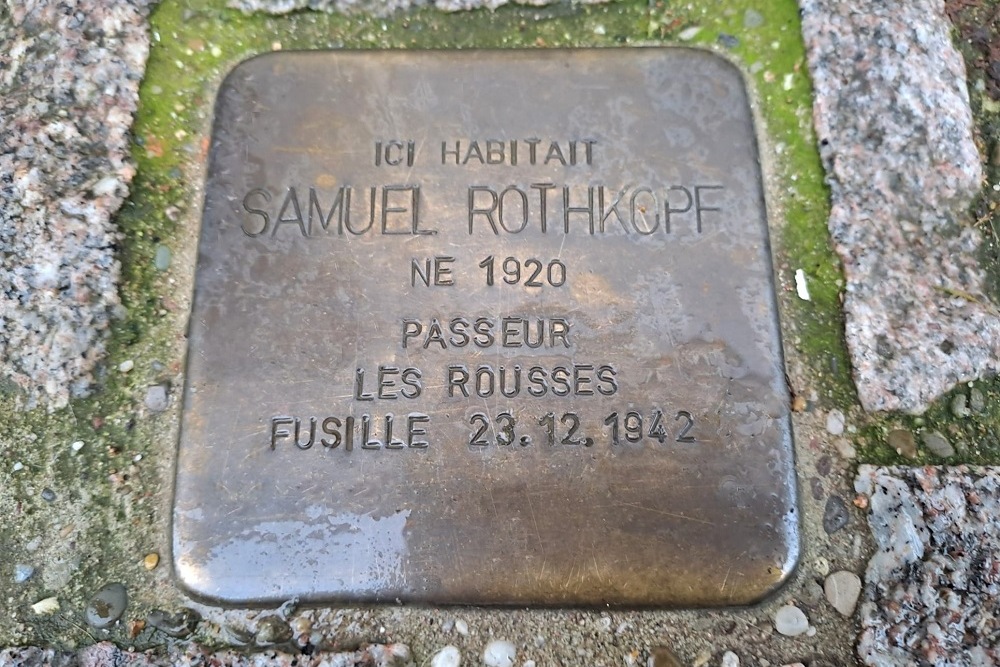 ICI HABITAIT
SAMUEL ROTHKOPF
NE 1920
PASSEUR
LES ROUSSES
FUSILLE 23.12.1942